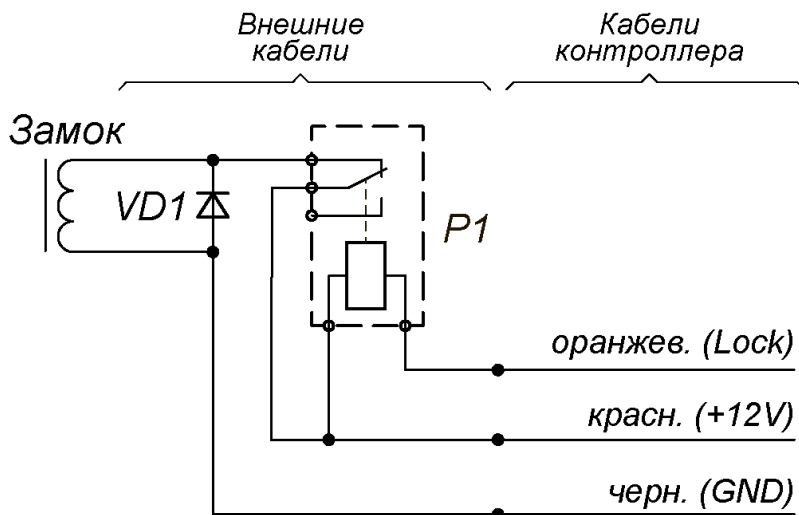 Внешние
кабели
Кабели
контроллера
Замок
VD1
P1
оранжев. (Lock)
красн. (+12V)
черн. (GND)